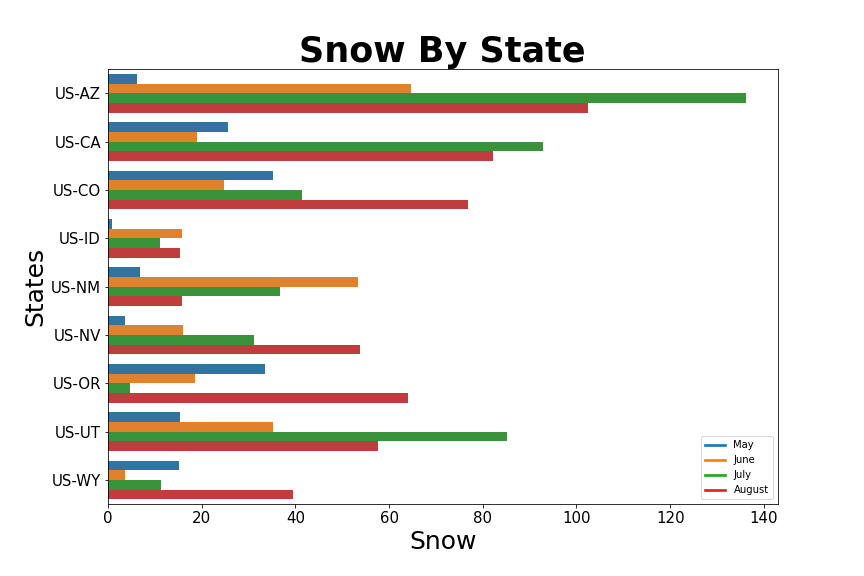 Snow By State
States
US-AZ
US-CA
US-CO
US-ID
US-NM
US-NV
US-OR
US-UT
US-WY
May
June
July
August
0 20 40 60 80 100 120 140
Snow